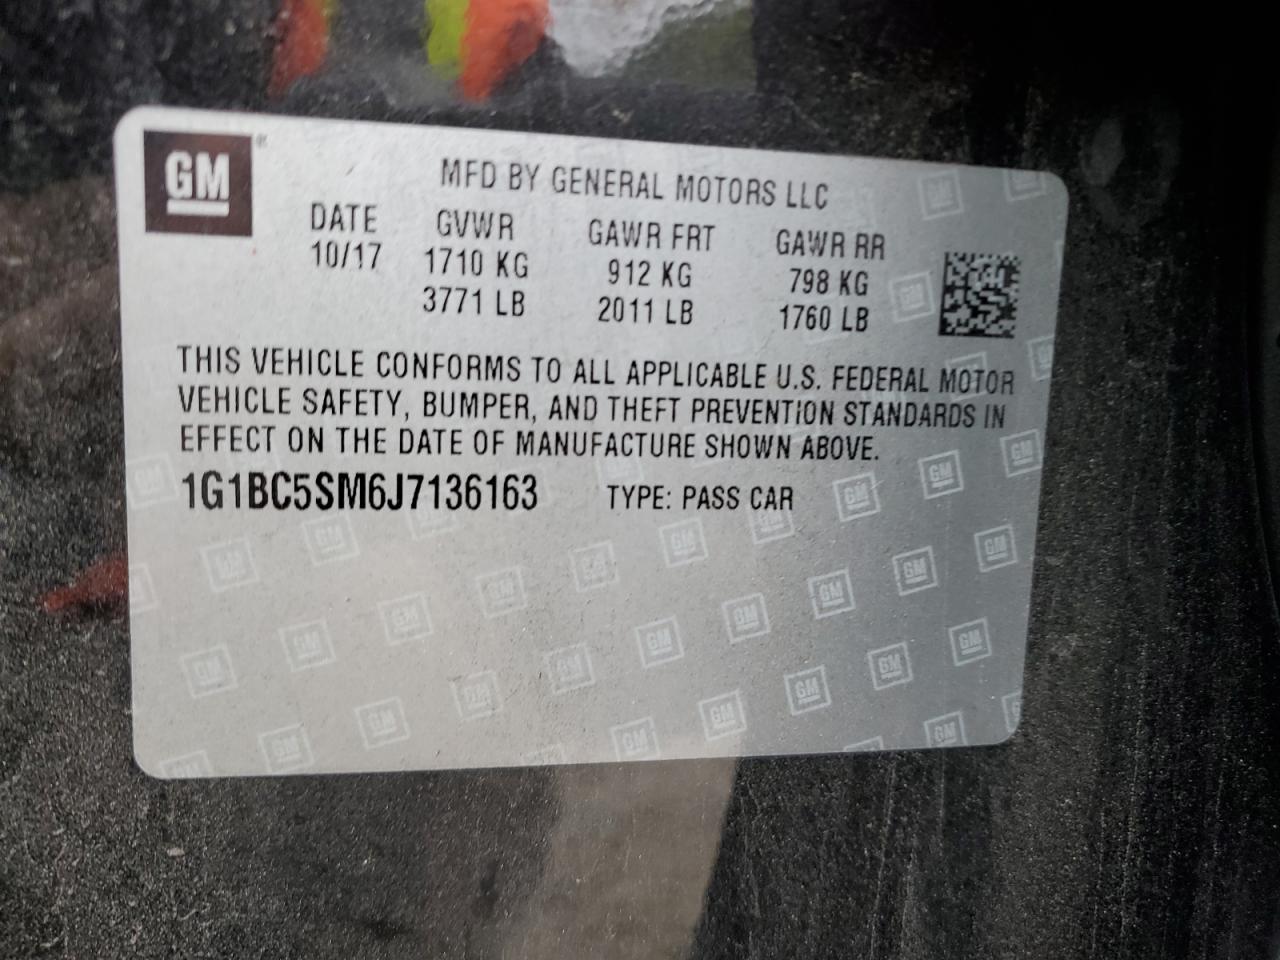 GM
MFD BY GENERAL MOTORS LLC
DATE GVWR GAWR FRT GAWR RR
10/17 1710 KG 912 KG 798 KG
3771 LB 2011 LB 1760 LB
THIS VEHICLE CONFORMS TO ALL APPLICABLE U.S. FEDERAL MOTOR
VEHICLE SAFETY, BUMPER, AND THEFT PREVENTION STANDARDS IN
EFFECT ON THE DATE OF MANUFACTURE SHOWN ABOVE.
1G1BC5SM6J7136163 TYPE: PASS CAR